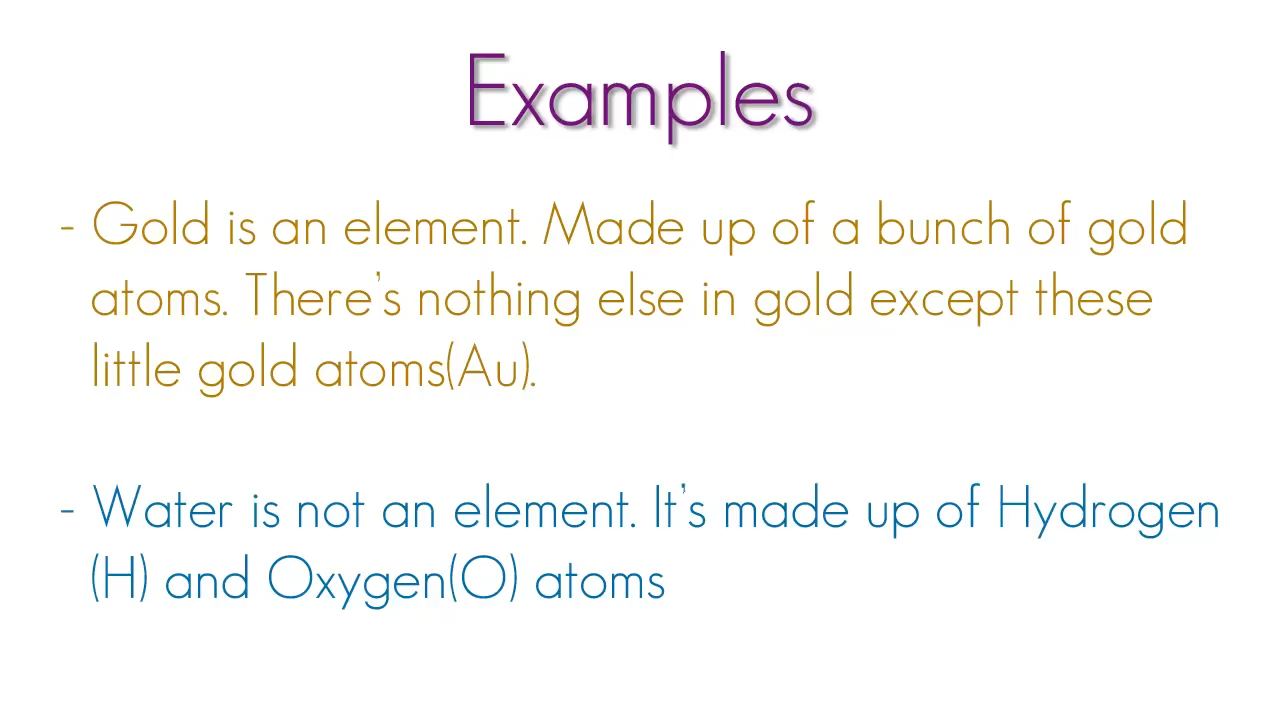 Examples
- Gold is an element. Made up of a bunch of gold
atoms. There's nothing else in gold except these
little gold atoms(Au).
- Water is not an element. It's made up of Hydrogen
(H) and Oxygen(O) atoms